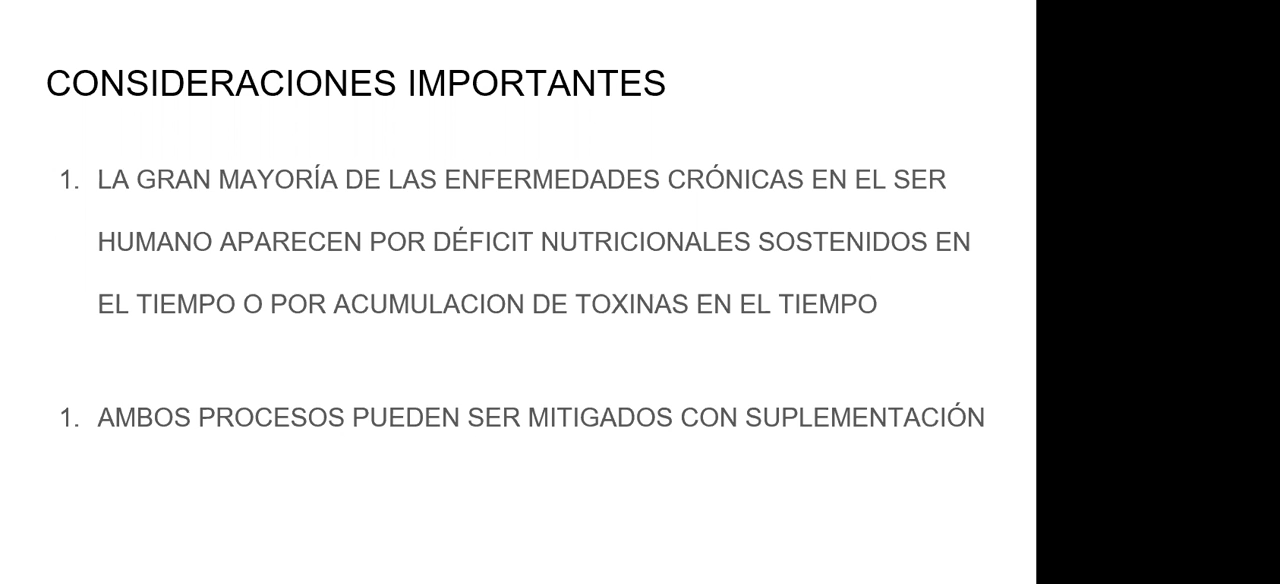 CONSIDERACIONES IMPORTANTES
1. LA GRAN MAYORÍA DE LAS ENFERMEDADES CRÓNICAS EN EL SER
HUMANO APARECEN POR DÉFICIT NUTRICIONALES SOSTENIDOS EN
EL TIEMPO O POR ACUMULACION DE TOXINAS EN EL TIEMPO
1. AMBOS PROCESOS PUEDEN SER MITIGADOS CON SUPLEMENTACIÓN